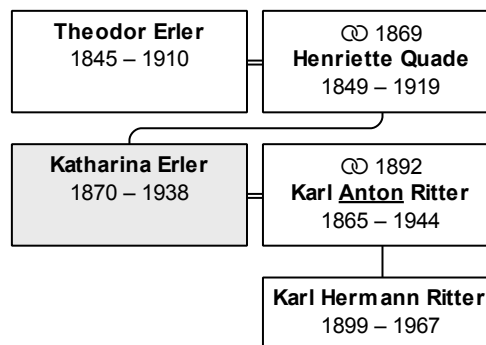 Theodor Erler
1845 – 1910
⚭ 1869
Henriette Quade
1849 – 1919
Katharina Erler
1870 – 1938
⚭ 1892
Karl Anton Ritter
1865 – 1944
Karl Hermann Ritter
1899 – 1967